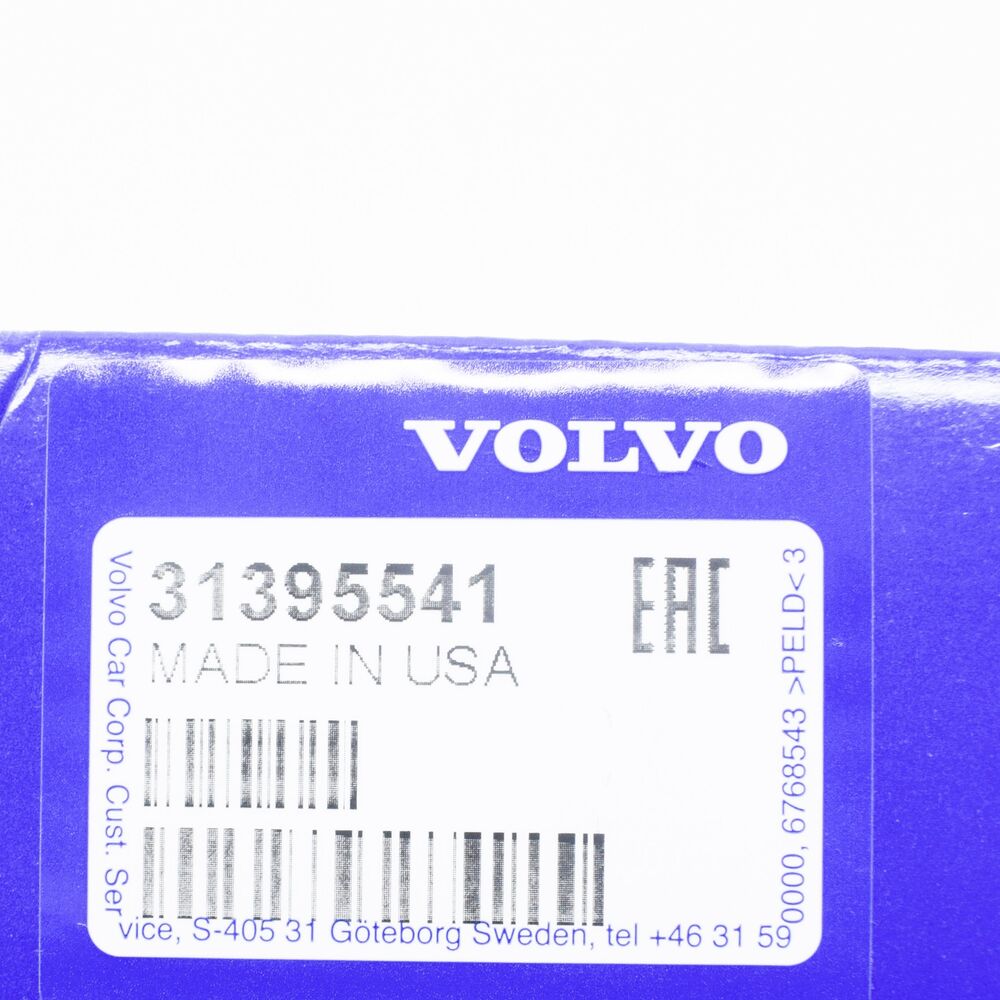 VOLVO
31395541
EAC
MADE IN USA
Volvo Car Corp. Cust. Ser
vice, S-405 31 Göteborg Sweden, tel +46 31 59
0000, 6768543 >PELD< 3